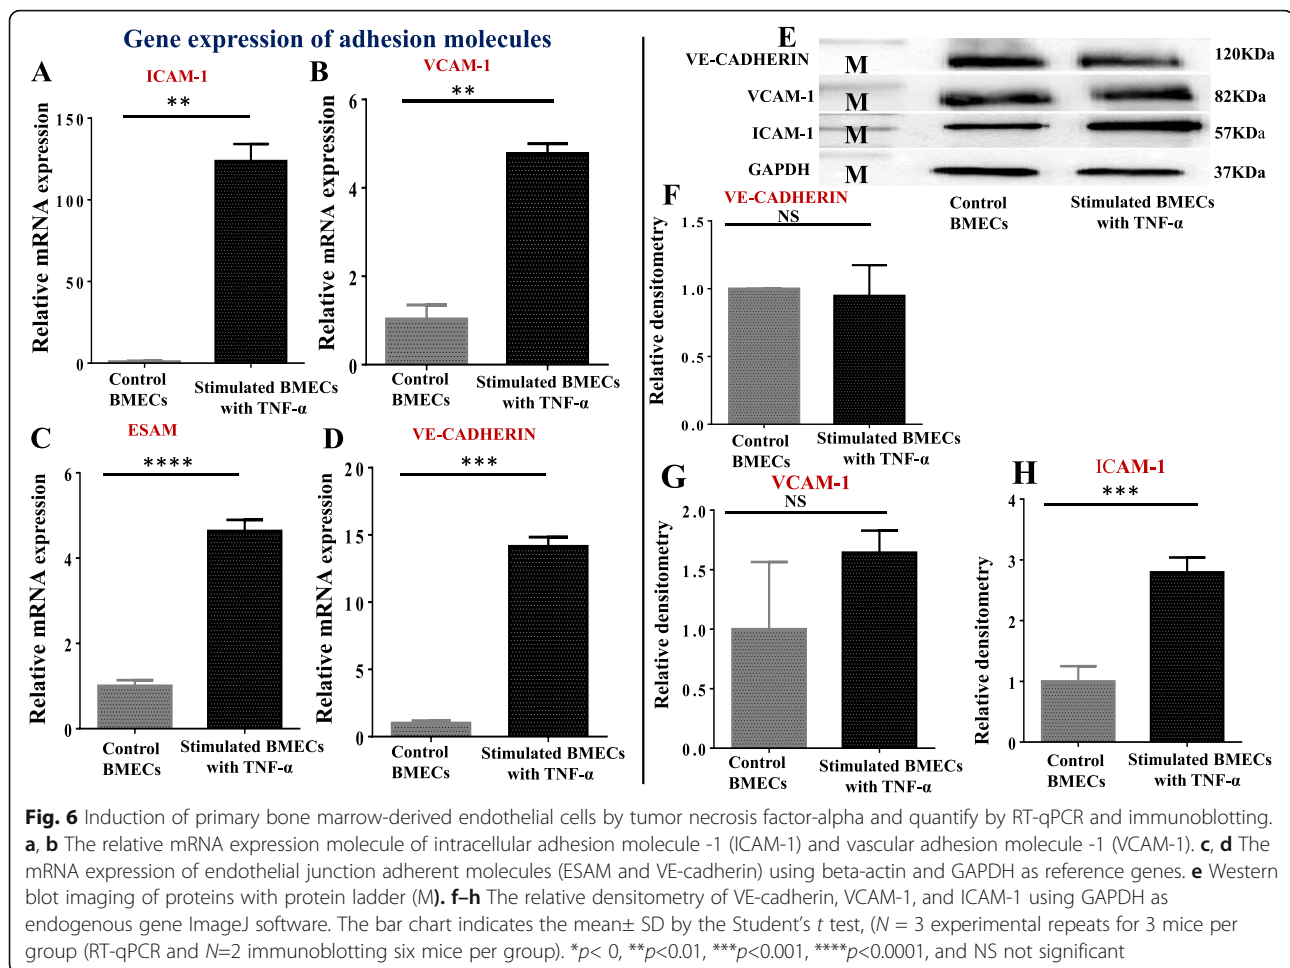 Gene expression of adhesion molecules
A
ICAM-1
**
Relative mRNA expression
150
100
50
0
Control
BMECs
Stimulated BMECs
with TNF-α
B
VCAM-1
**
Relative mRNA expression
6
4
2
0
Control
BMECs
Stimulated BMECs
with TNF-α
C
ESAM
****
Relative mRNA expression
6
4
2
0
Control
BMECs
Stimulated BMECs
with TNF-α
D
VE-CADHERIN
***
Relative mRNA expression
20
15
10
5
0
Control
BMECs
Stimulated BMECs
with TNF-α
E
VE-CADHERIN M 120KDa
VCAM-1 M 82KDa
ICAM-1 M 57KDa
GAPDH M 37KDa
Control
BMECs
Stimulated BMECs
with TNF-α
F
VE-CADHERIN
NS
Relative densitometry
1.5
1.0
0.5
0.0
Control
BMECs
Stimulated BMECs
with TNF-α
G
VCAM-1
NS
Relative densitometry
2.0
1.5
1.0
0.5
0.0
Control
BMECs
Stimulated BMECs
with TNF-α
H
ICAM-1
***
Relative densitometry
4
3
2
1
0
Control
BMECs
Stimulated BMECs
with TNF-α
Fig. 6 Induction of primary bone marrow-derived endothelial cells by tumor necrosis factor-alpha and quantify by RT-qPCR and immunoblotting.
a, b The relative mRNA expression molecule of intracellular adhesion molecule -1 (ICAM-1) and vascular adhesion molecule -1 (VCAM-1). c, d The
mRNA expression of endothelial junction adherent molecules (ESAM and VE-cadherin) using beta-actin and GAPDH as reference genes. e Western
blot imaging of proteins with protein ladder (M). f–h The relative densitometry of VE-cadherin, VCAM-1, and ICAM-1 using GAPDH as
endogenous gene ImageJ software. The bar chart indicates the mean± SD by the Student's t test, (N = 3 experimental repeats for 3 mice per
group (RT-qPCR and N=2 immunoblotting six mice per group). *p< 0, **p<0.01, ***p<0.001, ****p<0.0001, and NS not significant